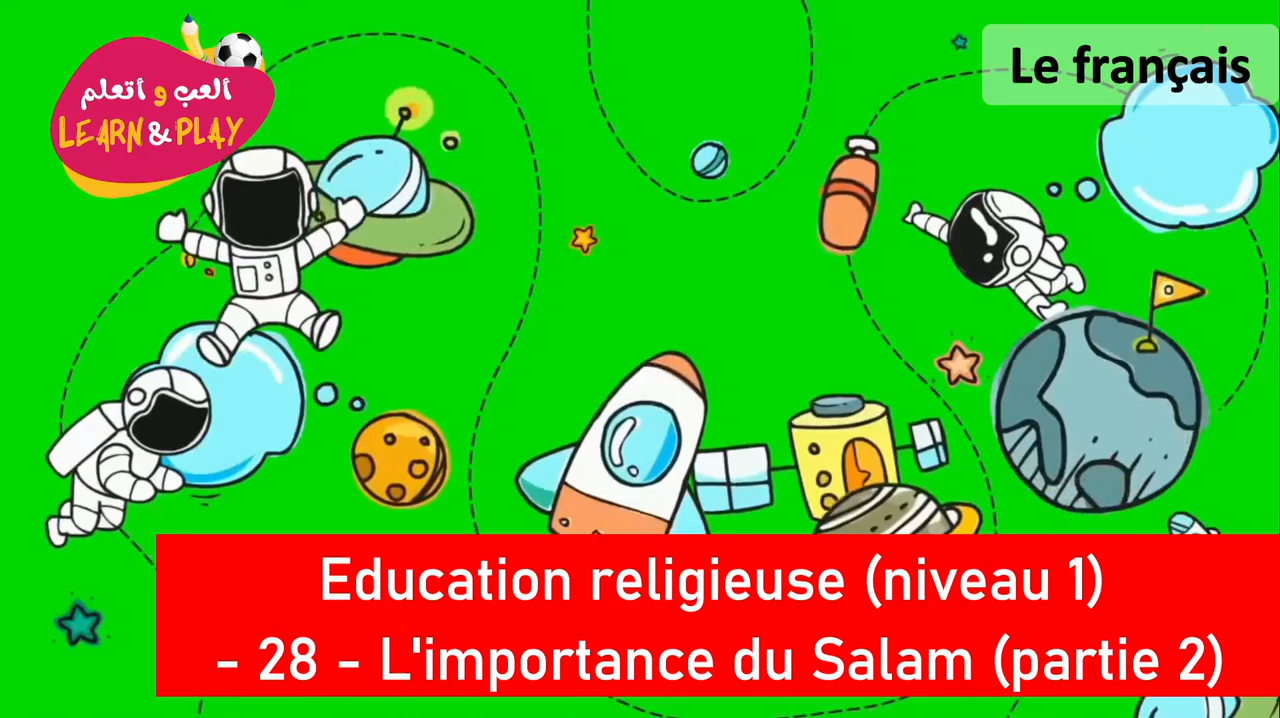 ألعب و أتعلم
LEARN & PLAY
Le français
Education religieuse (niveau 1)
- 28 - L'importance du Salam (partie 2)